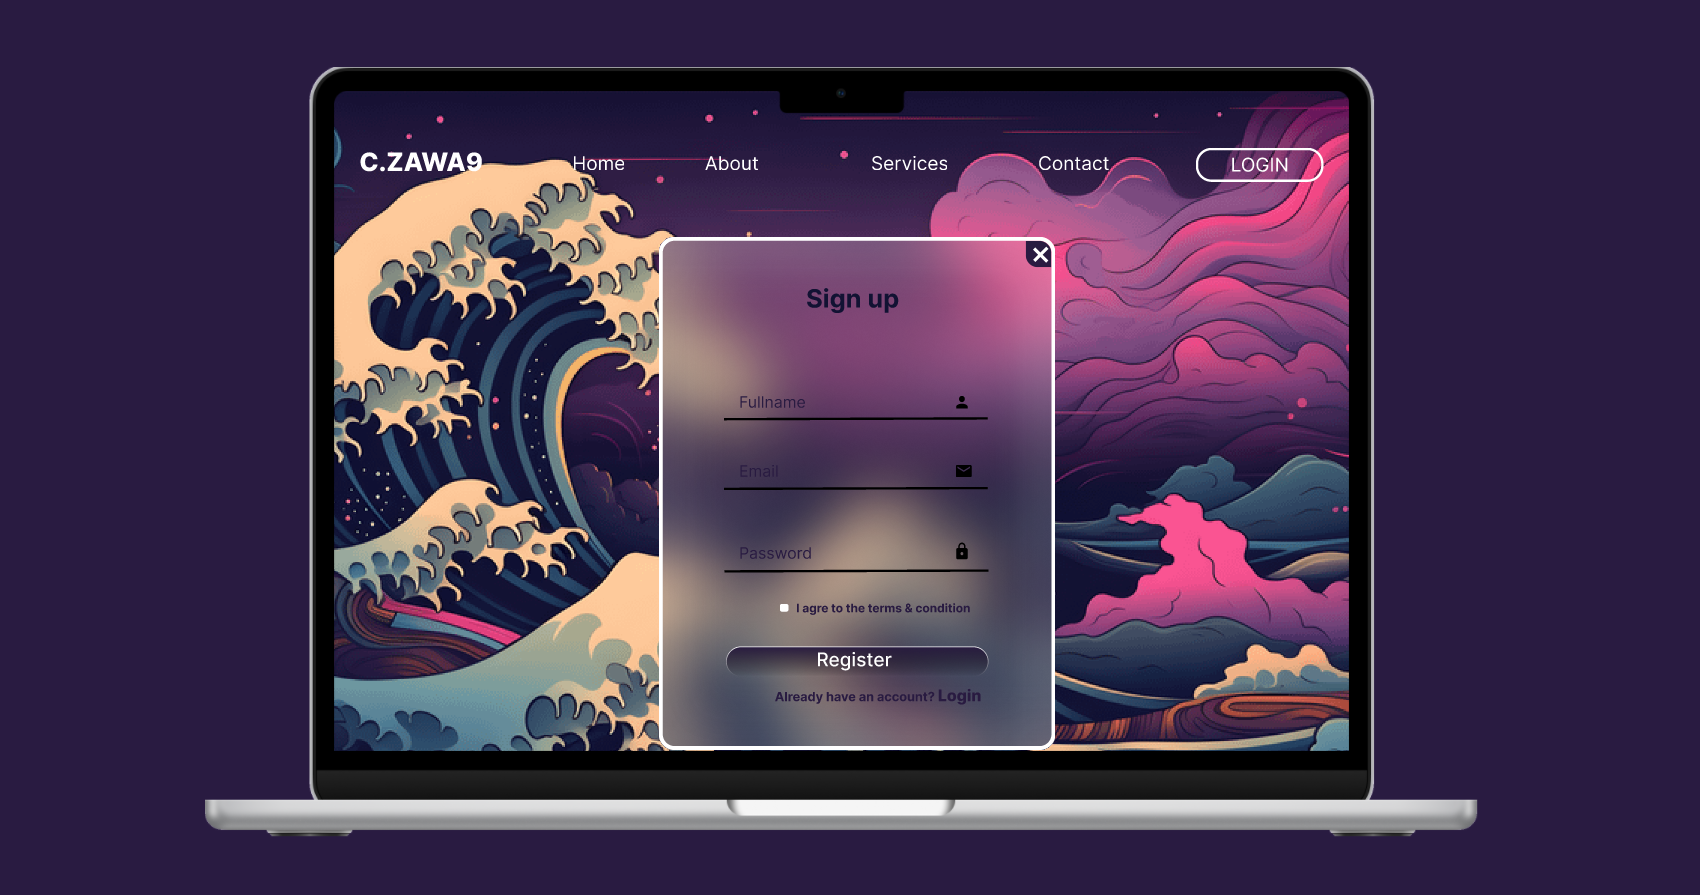 C.ZAWA9 Home About Services Contact LOGIN
Sign up
Fullname
Email
Password
I agre to the terms & condition
Register
Already have an account? Login